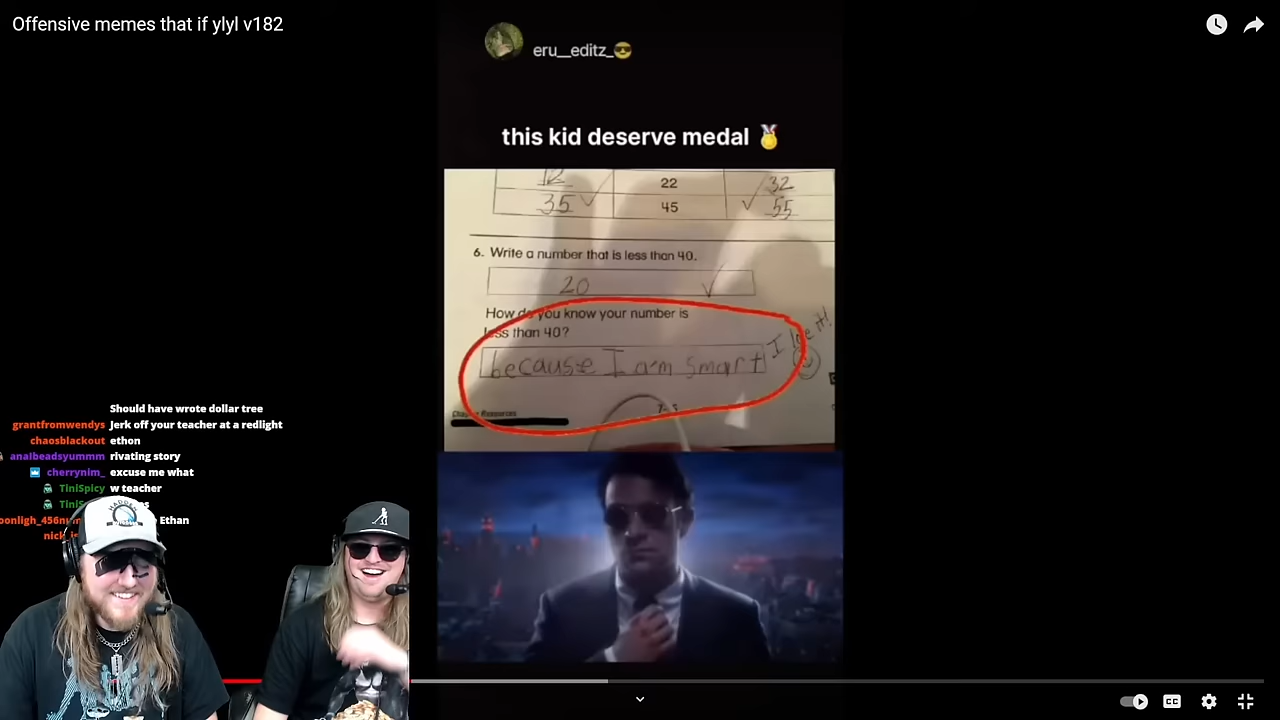 Offensive memes that if ylyl v182
eru__editz_😎
this kid deserve medal 🏅
12 22 32
35 45 55
6. Write a number that is less than 40.
20
How do you know your number is
less than 40?
because I am smart
I love it!
Should have wrote dollar tree
grantfromwendys Jerk off your teacher at a redlight
chaosblackout ethon
analbeadsyummm rivating story
cherrynim_ excuse me what
TiniSpicy w teacher
Ethan
CC